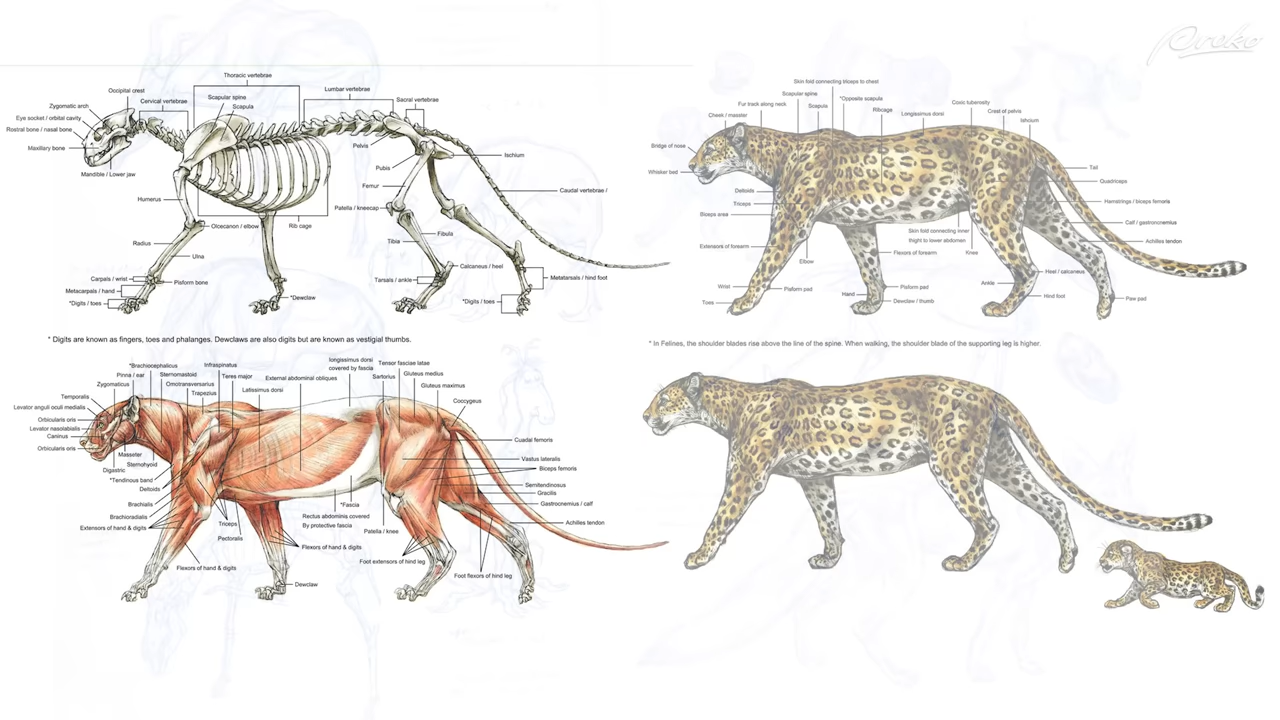 Thoracic vertebrae
Occipital crest
Lumbar vertebrae
Zygomatic arch
Cervical vertebrae
Scapular spine
Sacral vertebrae
Eye socket / orbital cavity
Scapula
Rostral bone / nasal bone
Maxillary bone
Pelvis
Ischium
Mandible / Lower jaw
Pubis
Femur
Caudal vertebrae /
Humerus
Patella / kneecap
Olcecanon / elbow
Rib cage
Radius
Tibia
Fibula
Ulna
Calcaneus / heel
Carpals / wrist
Pisform bone
Tarsals / ankle
Metatarsals / hind foot
Metacarpals / hand
*Digits / toes
*Dewclaw
*Digits / toes
* Digits are known as fingers, toes and phalanges. Dewclaws are also digits but are known as vestigial thumbs.
Preko
Skin fold connecting triceps to chest
Scapular spine
*Opposite scapula
Fur track along neck
Scapula
Ribcage
Coxic tuberosity
Cheek / masster
Longissimus dorsi
Crest of pelvis
Ishcium
Bridge of nose
Whisker bed
Tail
Quadriceps
Deltoids
Triceps
Hamstrings / biceps femoris
Biceps area
Calf / gastroncemius
Skin fold connecting inner
thight to lower abdomen
Extensors of forearm
Achilles tendon
Elbow
Flexors of forearm
Knee
Heel / calcaneus
Wrist
Pisform pad
Pisform pad
Ankle
Toes
Hand
Dewclaw / thumb
Hind foot
Paw pad
* In Felines, the shoulder blades rise above the line of the spine. When walking, the shoulder blade of the supporting leg is higher.
*Brachiocephalicus
Infraspinatus
longissimus dorsi
covered by fascia
Tensor fasciae latae
Pinna / ear
Sternomastoid
Teres major
External abdominal obliques
Sartorius
Gluteus medius
Zygomaticus
Omotransversarius
Latissimus dorsi
Gluteus maximus
Temporalis
Trapezius
Coccygeus
Levator anguli oculi medialis
Orbicularis oris
Levator nasolabialis
Caninus
Orbicularis oris
Masseter
Cuadal femoris
Digastric
Sternohyoid
Vastus lateralis
Biceps femoris
*Tendinous band
Deltoids
Semitendinosus
Gracilis
Brachialis
*Fascia
Gastrocnemius / calf
Brachioradialis
Rectus abdominis covered
By protective fascia
Extensors of hand & digits
Triceps
Patella / knee
Achilles tendon
Pectoralis
Flexors of hand & digits
Foot extensors of hind leg
Flexors of hand & digits
Foot flexors of hind leg
Dewclaw